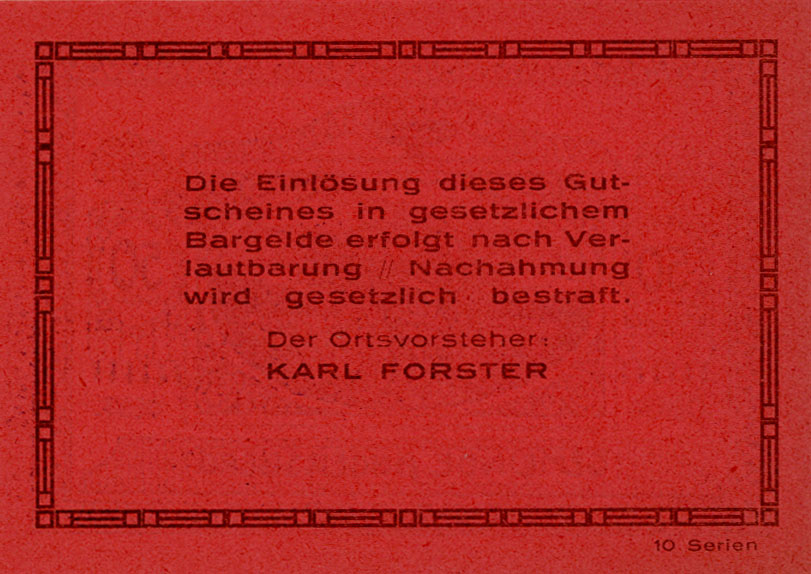 Die Einlösung dieses Gut-
scheines in gesetzlichem
Bargelde erfolgt nach Ver-
lautbarung // Nachahmung
wird gesetzlich bestraft.
Der Ortsvorsteher:
KARL FORSTER
10 Serien